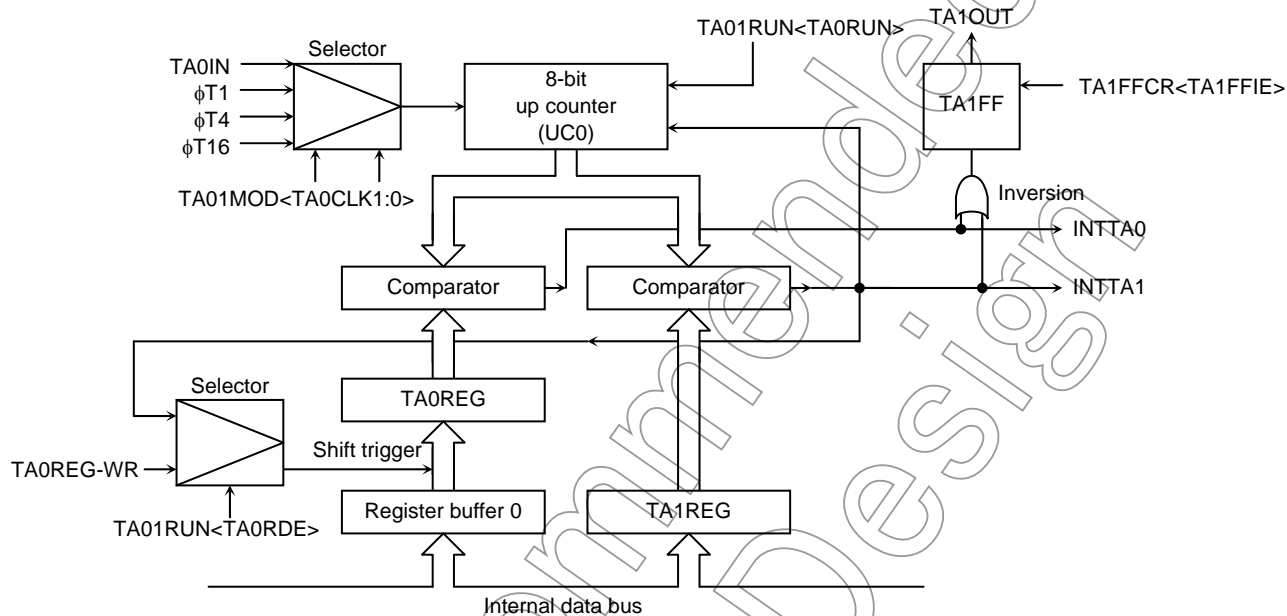 TA1OUT
TA01RUN<TA0RUN>
Selector
TA0IN
ϕT1
ϕT4
ϕT16
8-bit
up counter
(UC0)
TA1FF
TA1FFCR<TA1FFIE>
TA01MOD<TA0CLK1:0>
Inversion
INTTA0
Comparator
Comparator
INTTA1
Selector
TA0REG
Shift trigger
TA0REG-WR
Register buffer 0
TA1REG
TA01RUN<TA0RDE>
Internal data bus
ommended
Design